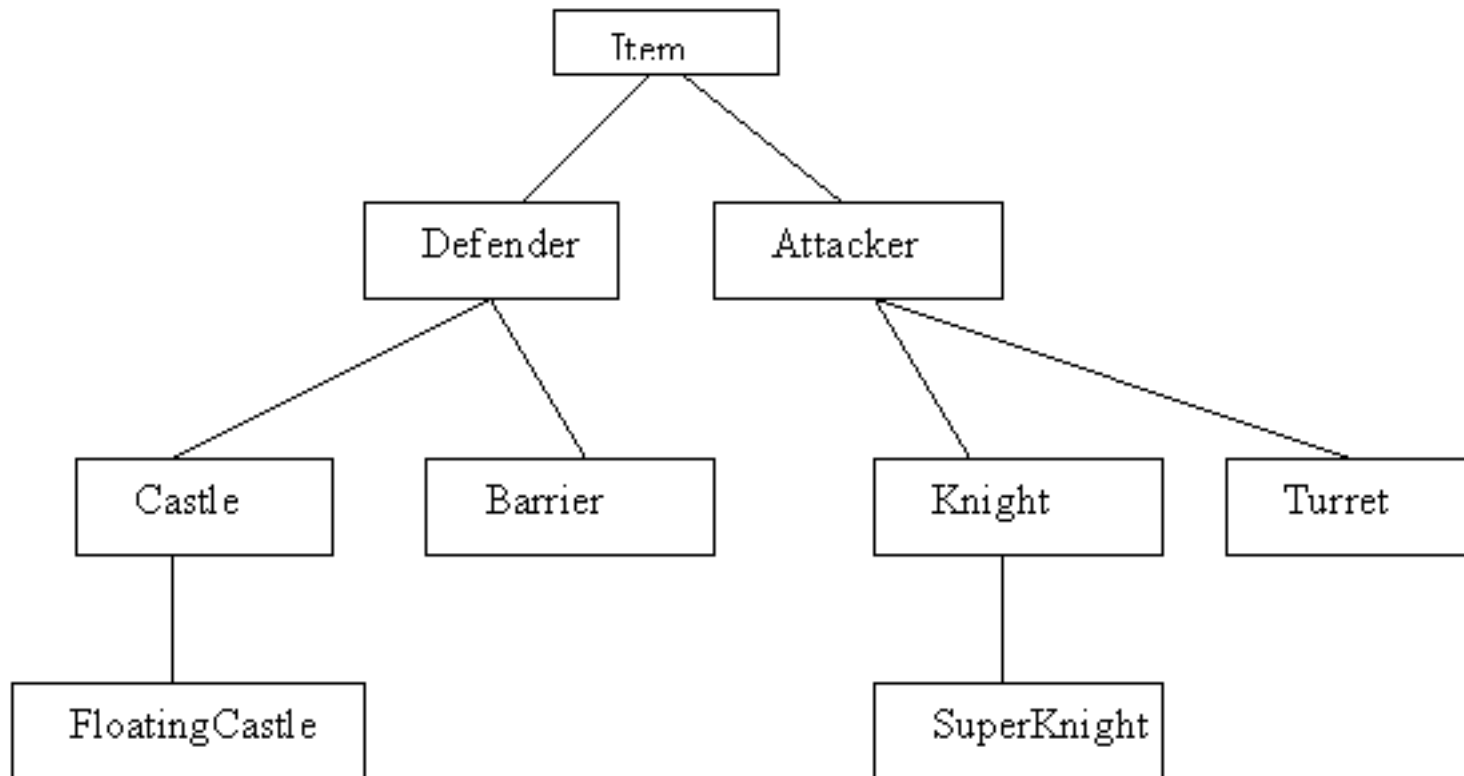 Item
Defender
Attacker
Castle
Barrier
Knight
Turret
FloatingCastle
SuperKnight